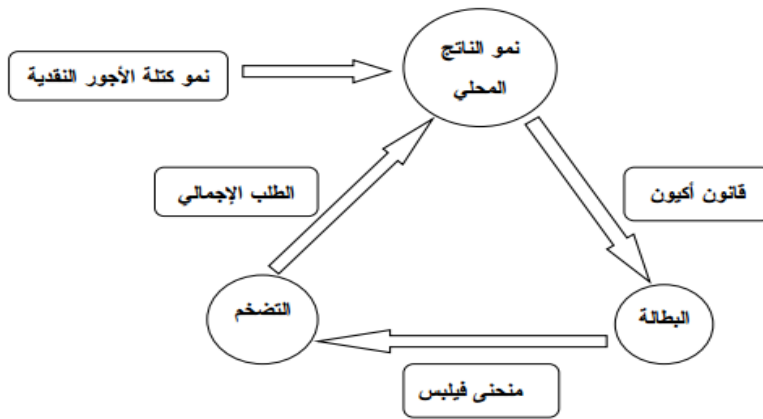 نمو الناتج
المحلي
نمو كتلة الأجور النقدية
الطلب الإجمالي
قانون أكيون
التضخم
البطالة
منحنى فيلبس